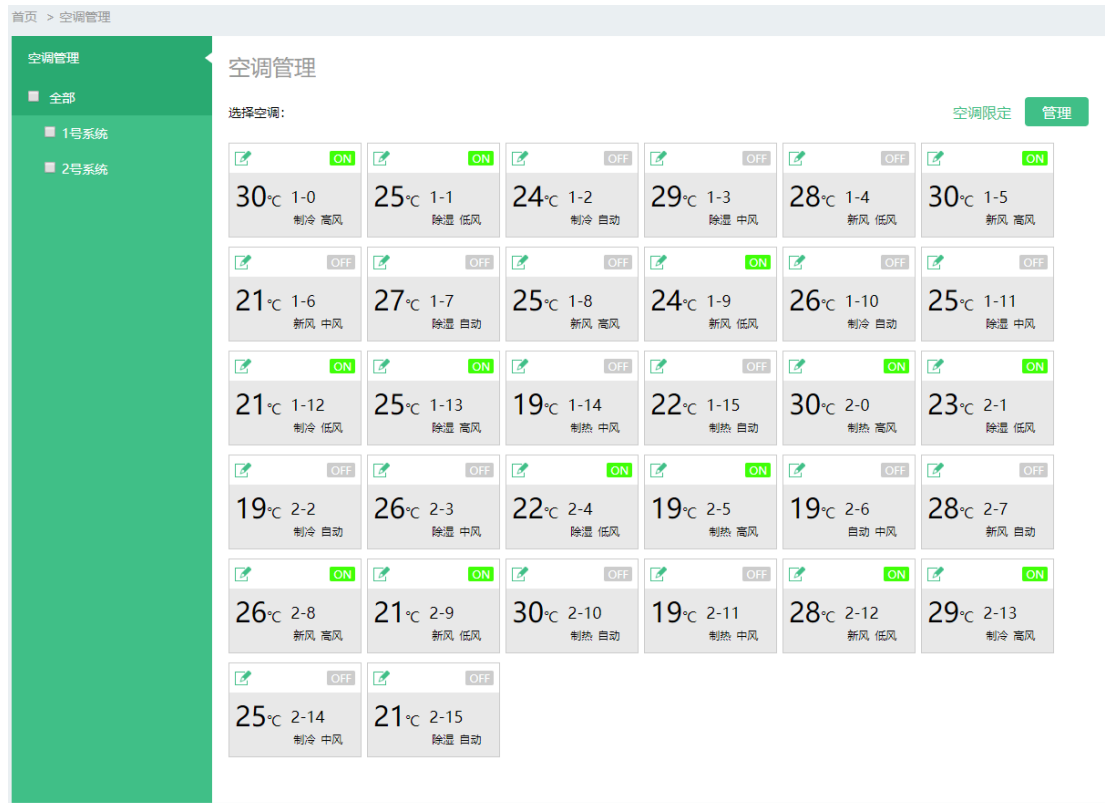 首页 > 空调管理
空调管理
全部
1号系统
2号系统
空调管理
选择空调:
空调限定 管理
ON ON OFF OFF OFF ON
30℃ 1-0 25℃ 1-1 24℃ 1-2 29℃ 1-3 28℃ 1-4 30℃ 1-5
制冷 高风 除湿 低风 制冷 自动 除湿 中风 新风 低风 新风 高风
OFF OFF OFF ON OFF OFF
21℃ 1-6 27℃ 1-7 25℃ 1-8 24℃ 1-9 26℃ 1-10 25℃ 1-11
新风 中风 除湿 自动 新风 高风 新风 低风 制冷 自动 除湿 中风
ON ON OFF OFF ON ON
21℃ 1-12 25℃ 1-13 19℃ 1-14 22℃ 1-15 30℃ 2-0 23℃ 2-1
制冷 低风 除湿 高风 制热 中风 制热 自动 制热 高风 除湿 低风
OFF OFF ON ON OFF OFF
19℃ 2-2 26℃ 2-3 22℃ 2-4 19℃ 2-5 19℃ 2-6 28℃ 2-7
制冷 自动 除湿 中风 除湿 低风 制热 高风 自动 中风 新风 自动
ON ON OFF OFF ON ON
26℃ 2-8 21℃ 2-9 30℃ 2-10 19℃ 2-11 28℃ 2-12 29℃ 2-13
新风 高风 新风 低风 制热 自动 制热 中风 新风 低风 制冷 高风
OFF OFF
25℃ 2-14 21℃ 2-15
制冷 中风 除湿 自动